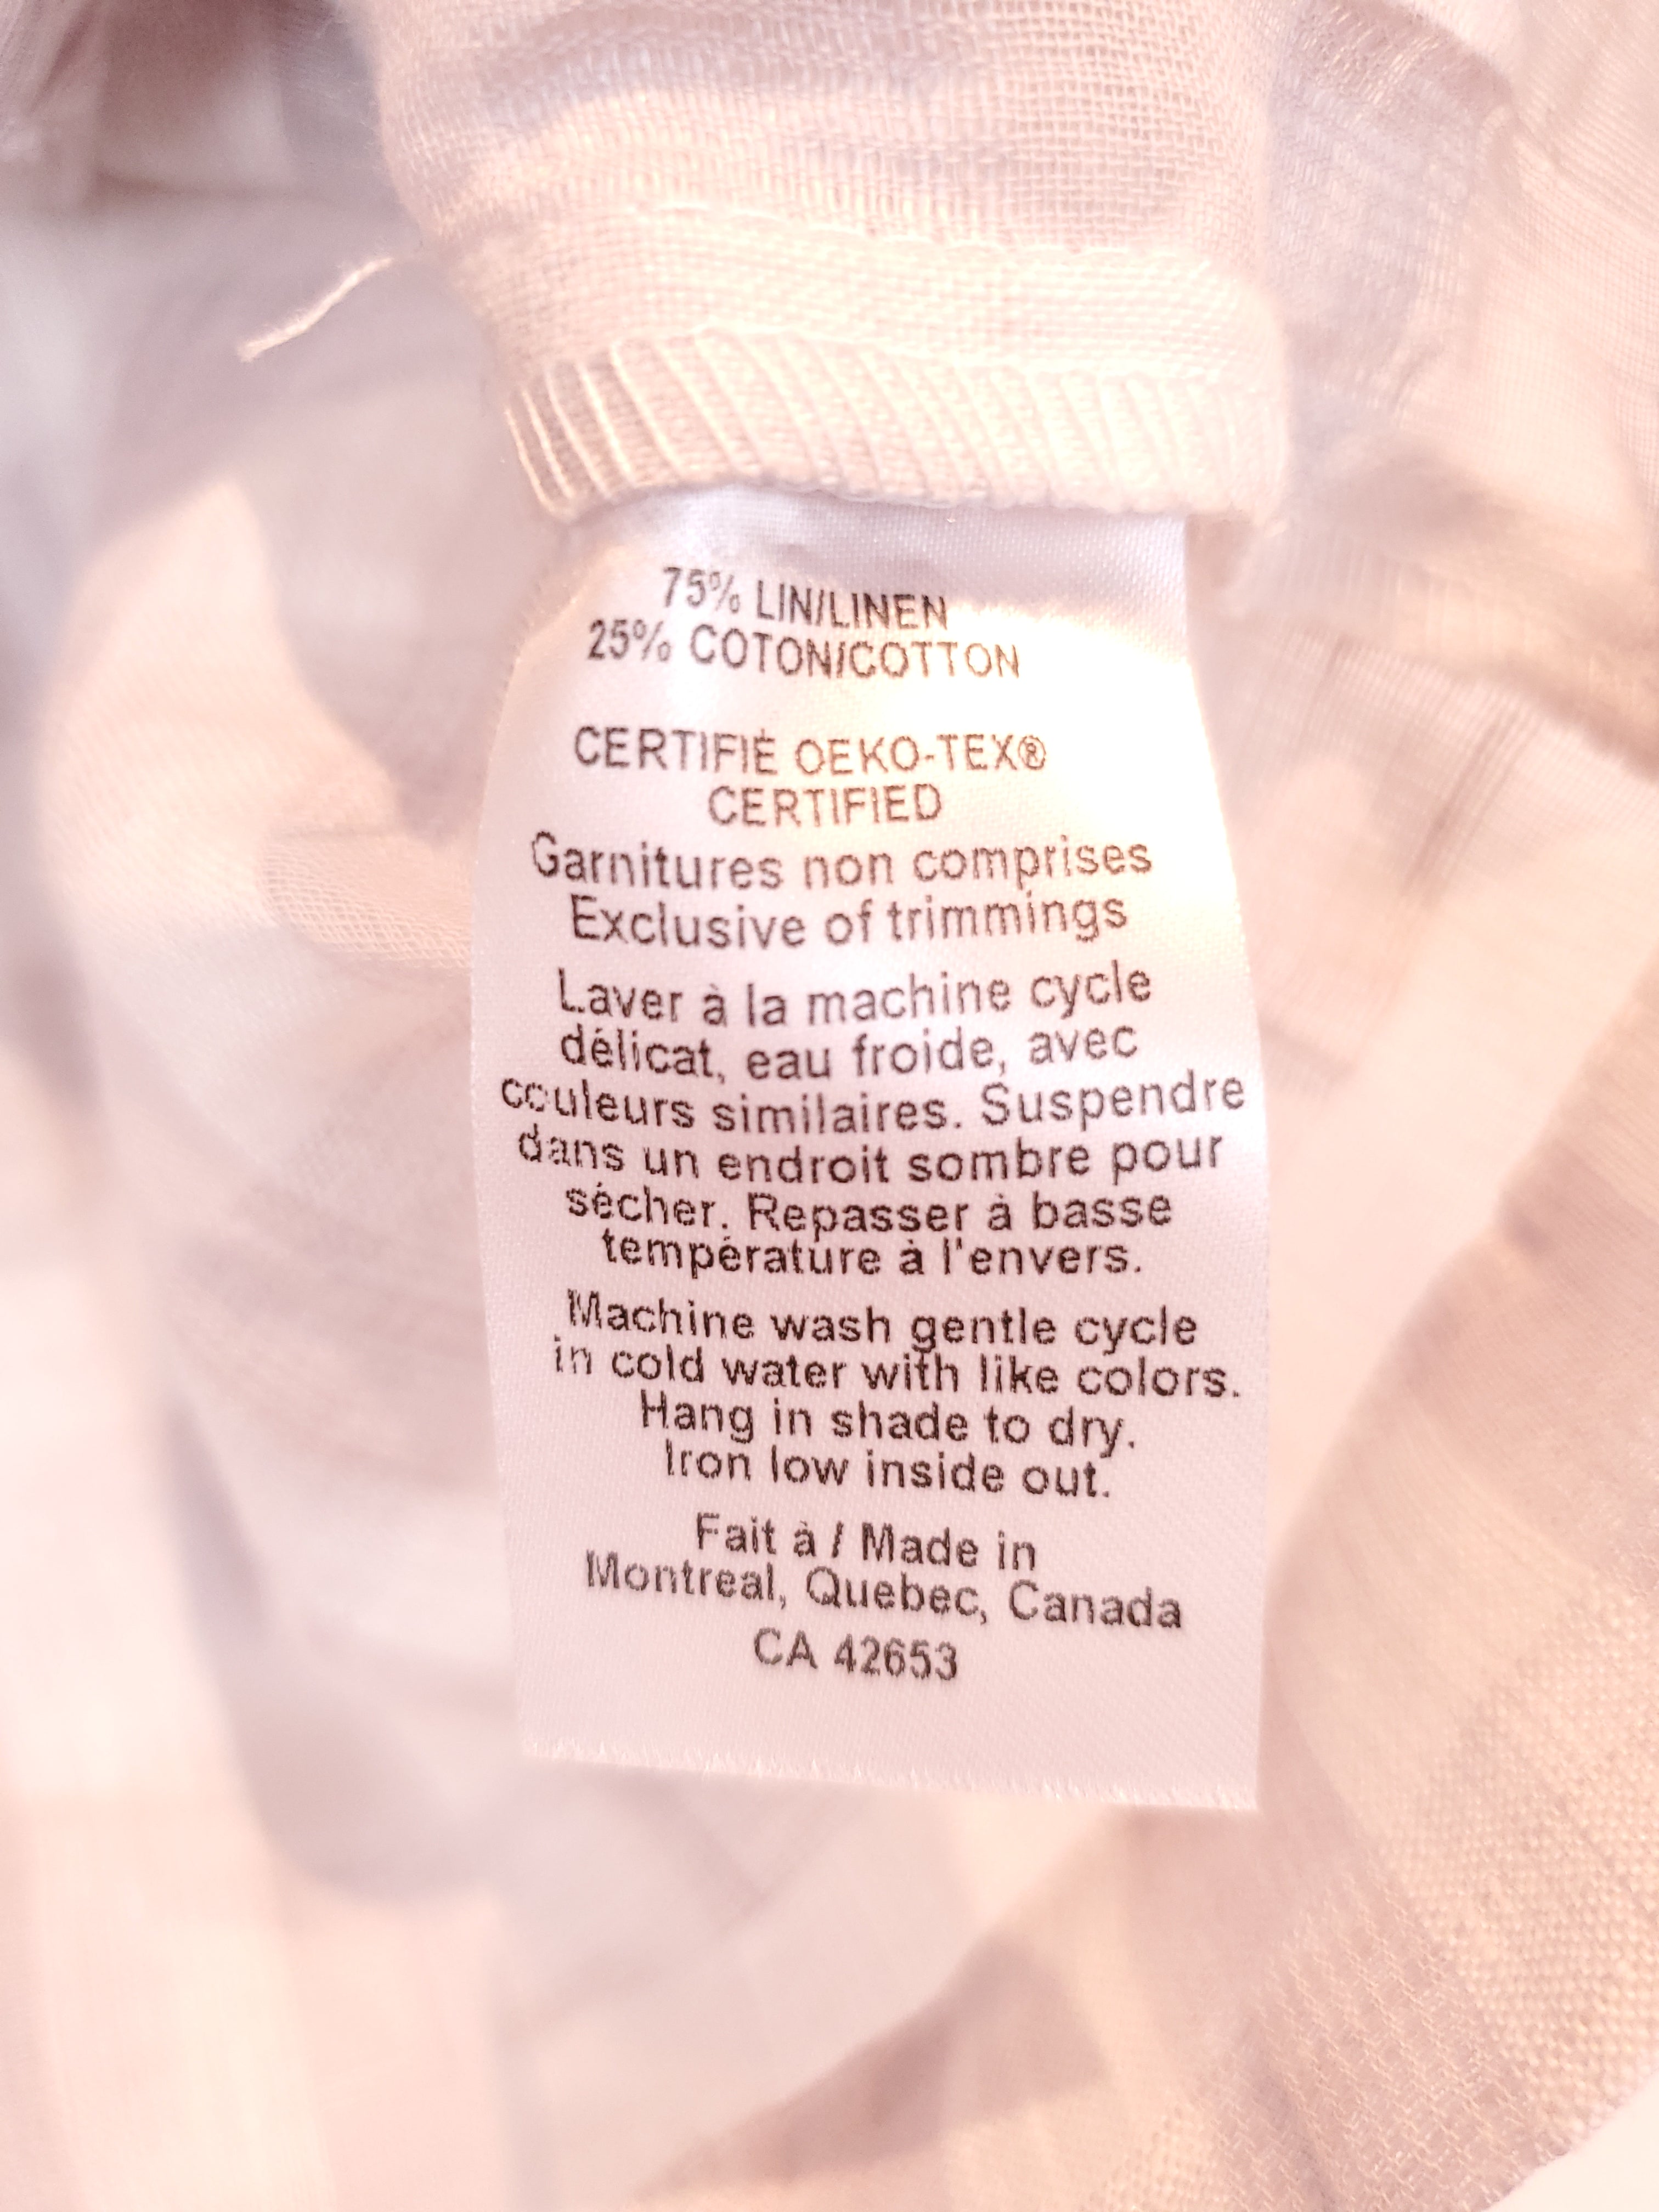 75% LIN/LINEN
25% COTON/COTTON
CERTIFIÉ OEKO-TEX®
CERTIFIED
Garnitures non comprises
Exclusive of trimmings
Laver à la machine cycle
délicat, eau froide, avec
couleurs similaires. Suspendre
dans un endroit sombre pour
sécher. Repasser à basse
température à l'envers.
Machine wash gentle cycle
in cold water with like colors.
Hang in shade to dry.
Iron low inside out.
Fait à / Made in
Montreal, Quebec, Canada
CA 42653